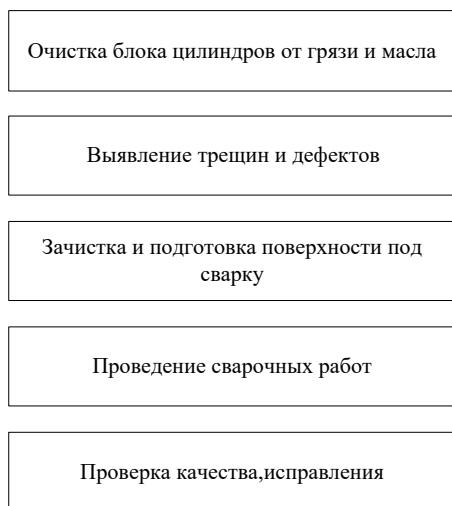 Очистка блока цилиндров от грязи и масла
Выявление трещин и дефектов
Зачистка и подготовка поверхности под
сварку
Проведение сварочных работ
Проверка качества,исправления